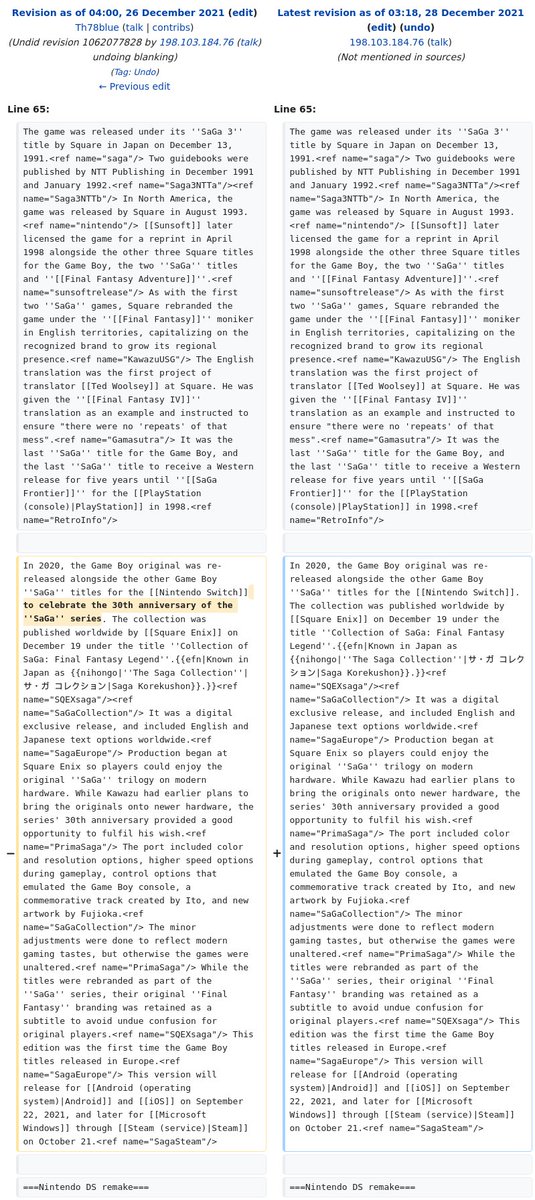 Revision as of 04:00, 26 December 2021 (edit)
Th78blue (talk | contribs)
(Undid revision 1062077828 by 198.103.184.76 (talk)
undoing blanking)
(Tag: Undo)
← Previous edit
Latest revision as of 03:18, 28 December 2021
(edit) (undo)
198.103.184.76 (talk)
(Not mentioned in sources)
Line 65:
Line 65:
The game was released under its ''SaGa 3''
title by Square in Japan on December 13,
1991.<ref name="saga"/> Two guidebooks were
published by NTT Publishing in December 1991
and January 1992.<ref name="Saga3NTTa"/><ref
name="Saga3NTTb"/> In North America, the
game was released by Square in August 1993.
<ref name="nintendo"/> [[Sunsoft]] later
licensed the game for a reprint in April
1998 alongside the other three Square titles
for the Game Boy, the two ''SaGa'' titles
and ''[[Final Fantasy Adventure]]''.<ref
name="sunsoftrelease"/> As with the first
two ''SaGa'' games, Square rebranded the
game under the ''[[Final Fantasy]]'' moniker
in English territories, capitalizing on the
recognized brand to grow its regional
presence.<ref name="KawazuUSG"/> The English
translation was the first project of
translator [[Ted Woolsey]] at Square. He was
given the ''[[Final Fantasy IV]]''
translation as an example and instructed to
ensure "there were no 'repeats' of that
mess".<ref name="Gamasutra"/> It was the
last ''SaGa'' title for the Game Boy, and
the last ''SaGa'' title to receive a Western
release for five years until ''[[SaGa
Frontier]]'' for the [[PlayStation
(console)|PlayStation]] in 1998.<ref
name="RetroInfo"/>
The game was released under its ''SaGa 3''
title by Square in Japan on December 13,
1991.<ref name="saga"/> Two guidebooks were
published by NTT Publishing in December 1991
and January 1992.<ref name="Saga3NTTa"/><ref
name="Saga3NTTb"/> In North America, the
game was released by Square in August 1993.
<ref name="nintendo"/> [[Sunsoft]] later
licensed the game for a reprint in April
1998 alongside the other three Square titles
for the Game Boy, the two ''SaGa'' titles
and ''[[Final Fantasy Adventure]]''.<ref
name="sunsoftrelease"/> As with the first
two ''SaGa'' games, Square rebranded the
game under the ''[[Final Fantasy]]'' moniker
in English territories, capitalizing on the
recognized brand to grow its regional
presence.<ref name="KawazuUSG"/> The English
translation was the first project of
translator [[Ted Woolsey]] at Square. He was
given the ''[[Final Fantasy IV]]''
translation as an example and instructed to
ensure "there were no 'repeats' of that
mess".<ref name="Gamasutra"/> It was the
last ''SaGa'' title for the Game Boy, and
the last ''SaGa'' title to receive a Western
release for five years until ''[[SaGa
Frontier]]'' for the [[PlayStation
(console)|PlayStation]] in 1998.<ref
name="RetroInfo"/>
−
In 2020, the Game Boy original was re-
released alongside the other Game Boy
''SaGa'' titles for the [[Nintendo Switch]]
to celebrate the 30th anniversary of the
''SaGa'' series. The collection was
published worldwide by [[Square Enix]] on
December 19 under the title ''Collection of
SaGa: Final Fantasy Legend''.{{efn|Known in
Japan as {{nihongo|''The Saga Collection''|
サ・ガ コレクション|Saga Korekushon}}.}}<ref
name="SQEXsaga"/><ref
name="SaGaCollection"/> It was a digital
exclusive release, and included English and
Japanese text options worldwide.<ref
name="SagaEurope"/> Production began at
Square Enix so players could enjoy the
original ''SaGa'' trilogy on modern
hardware. While Kawazu had earlier plans to
bring the originals onto newer hardware, the
series' 30th anniversary provided a good
opportunity to fulfil his wish.<ref
name="PrimaSaga"/> The port included color
and resolution options, higher speed options
during gameplay, control options that
emulated the Game Boy console, a
commemorative track created by Ito, and new
artwork by Fujioka.<ref
name="SaGaCollection"/> The minor
adjustments were done to reflect modern
gaming tastes, but otherwise the games were
unaltered.<ref name="PrimaSaga"/> While the
titles were rebranded as part of the
''SaGa'' series, their original ''Final
Fantasy'' branding was retained as a
subtitle to avoid undue confusion for
original players.<ref name="SQEXsaga"/> This
edition was the first time the Game Boy
titles released in Europe.<ref
name="SagaEurope"/> This version will
release for [[Android (operating
system)|Android]] and [[iOS]] on September
22, 2021, and later for [[Microsoft
Windows]] through [[Steam (service)|Steam]]
on October 21.<ref name="SagaSteam"/>
+
In 2020, the Game Boy original was re-
released alongside the other Game Boy
''SaGa'' titles for the [[Nintendo Switch]].
The collection was published worldwide by
[[Square Enix]] on December 19 under the
title ''Collection of SaGa: Final Fantasy
Legend''.{{efn|Known in Japan as
{{nihongo|''The Saga Collection''|サ・ガ コレク
ション|Saga Korekushon}}.}}<ref
name="SQEXsaga"/><ref
name="SaGaCollection"/> It was a digital
exclusive release, and included English and
Japanese text options worldwide.<ref
name="SagaEurope"/> Production began at
Square Enix so players could enjoy the
original ''SaGa'' trilogy on modern
hardware. While Kawazu had earlier plans to
bring the originals onto newer hardware, the
series' 30th anniversary provided a good
opportunity to fulfil his wish.<ref
name="PrimaSaga"/> The port included color
and resolution options, higher speed options
during gameplay, control options that
emulated the Game Boy console, a
commemorative track created by Ito, and new
artwork by Fujioka.<ref
name="SaGaCollection"/> The minor
adjustments were done to reflect modern
gaming tastes, but otherwise the games were
unaltered.<ref name="PrimaSaga"/> While the
titles were rebranded as part of the
''SaGa'' series, their original ''Final
Fantasy'' branding was retained as a
subtitle to avoid undue confusion for
original players.<ref name="SQEXsaga"/> This
edition was the first time the Game Boy
titles released in Europe.<ref
name="SagaEurope"/> This version will
release for [[Android (operating
system)|Android]] and [[iOS]] on September
22, 2021, and later for [[Microsoft
Windows]] through [[Steam (service)|Steam]]
on October 21.<ref name="SagaSteam"/>
===Nintendo DS remake===
===Nintendo DS remake===